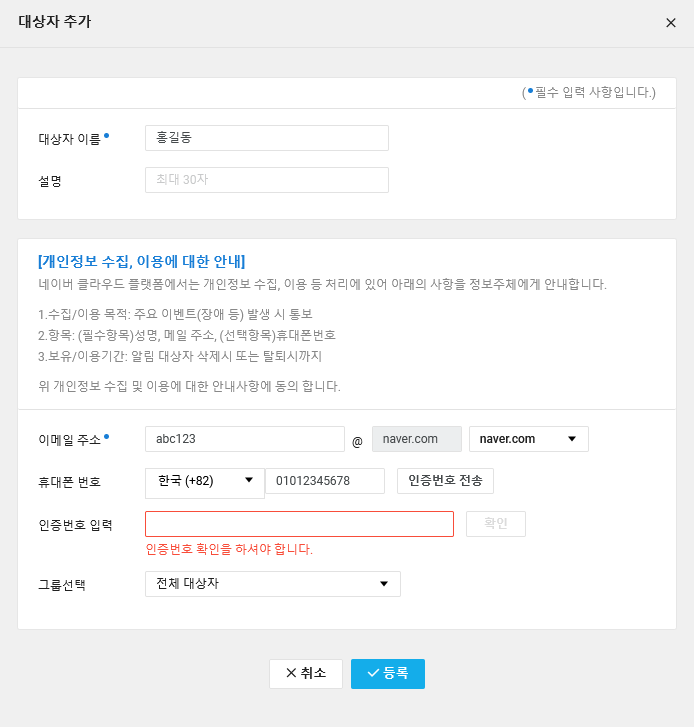 대상자 추가
(•필수 입력 사항입니다.)
대상자 이름• 홍길동
설명 최대 30자
[개인정보 수집, 이용에 대한 안내]
네이버 클라우드 플랫폼에서는 개인정보 수집, 이용 등 처리에 있어 아래의 사항을 정보주체에게 안내합니다.
1.수집/이용 목적: 주요 이벤트(장애 등) 발생 시 통보
2.항목: (필수항목)성명, 메일 주소, (선택항목)휴대폰번호
3.보유/이용기간: 알림 대상자 삭제시 또는 탈퇴시까지
위 개인정보 수집 및 이용에 대한 안내사항에 동의 합니다.
이메일 주소• abc123 @ naver.com naver.com
휴대폰 번호 한국 (+82) 01012345678 인증번호 전송
인증번호 입력 확인
인증번호 확인을 하셔야 합니다.
그룹선택 전체 대상자
취소 등록